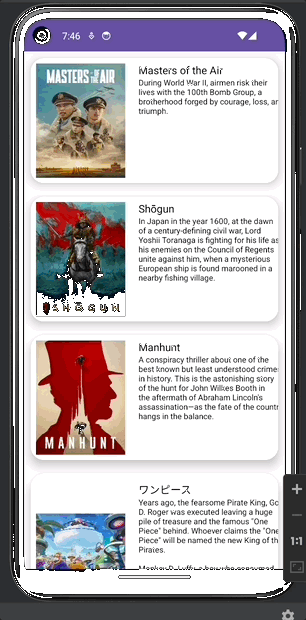 7:46
MASTERS OF THE AIR
Masters of the Air
During World War II, airmen risk their
lives with the 100th Bomb Group, a
brotherhood forged by courage, loss, an
triumph.
Shōgun
In Japan in the year 1600, at the dawn
of a century-defining civil war, Lord
Yoshii Toranaga is fighting for his life as
his enemies on the Council of Regents
unite against him, when a mysterious
European ship is found marooned in a
nearby fishing village.
SHŌGUN
Manhunt
A conspiracy thriller about one of the
best known but least understood crime
in history. This is the astonishing story
of the hunt for John Wilkes Booth in
the aftermath of Abraham Lincoln's
assassination—as the fate of the countr
hangs in the balance.
MANHUNT
ワンピース
Years ago, the fearsome Pirate King, Go
D. Roger was executed leaving a huge
pile of treasure and the famous "One
Piece" behind. Whoever claims the "One
Piece" will be named the new King of th
Pirates.
1:1